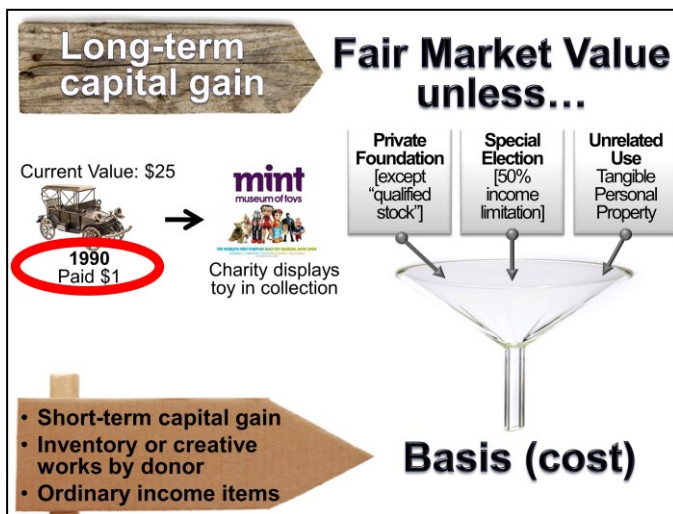 Long-term
capital gain
Fair Market Value
unless…
Private
Foundation
[except
“qualified
stock”]
Special
Election
[50%
income
limitation]
Unrelated
Use
Tangible
Personal
Property
Current Value: $25
1990
Paid $1
mint
museum of toys
Charity displays
toy in collection
• Short-term capital gain
• Inventory or creative
works by donor
• Ordinary income items
Basis (cost)